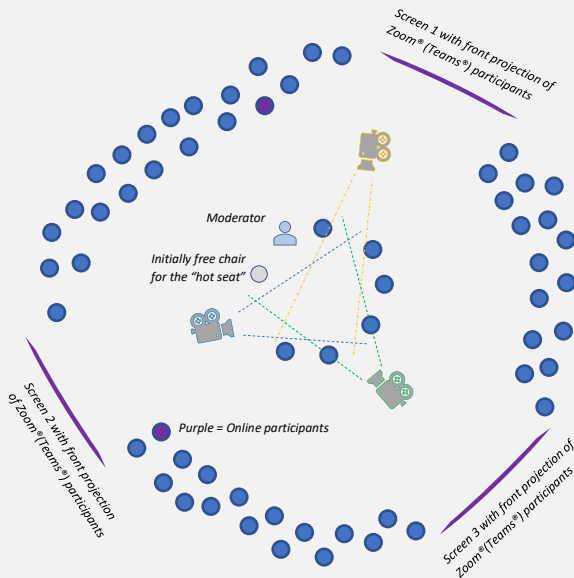 Screen 1 with front projection of
Zoom®(Teams®) participants
Moderator
Initially free chair
for the “hot seat”
Purple = Online participants
Screen 2 with front projection
of Zoom®(Teams®)
participants
Screen 3 with front projection of
Zoom®(Teams®) participants